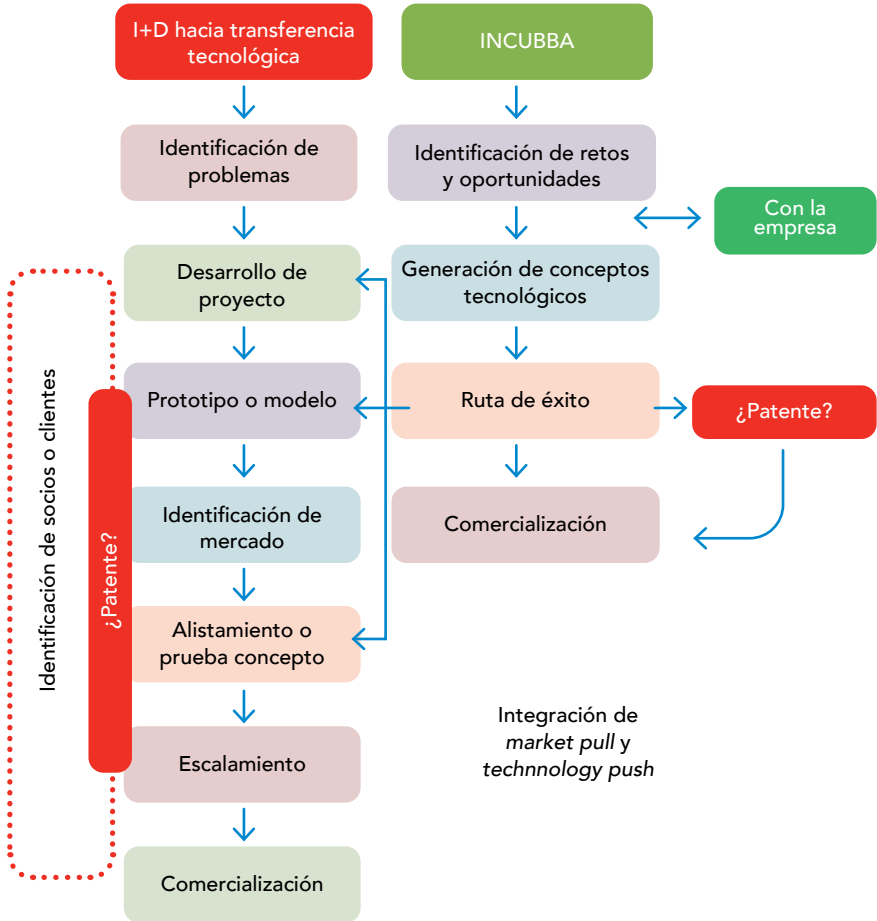 I+D hacia transferencia
tecnológica
INCUBBA
Identificación de
problemas
Identificación de retos
y oportunidades
Con la
empresa
Desarrollo de
proyecto
Generación de conceptos
tecnológicos
Identificación de socios o clientes
¿Patente?
Prototipo o modelo
Ruta de éxito
¿Patente?
Identificación de
mercado
Comercialización
Alistamiento o
prueba concepto
Integración de
market pull y
technnology push
Escalamiento
Comercialización